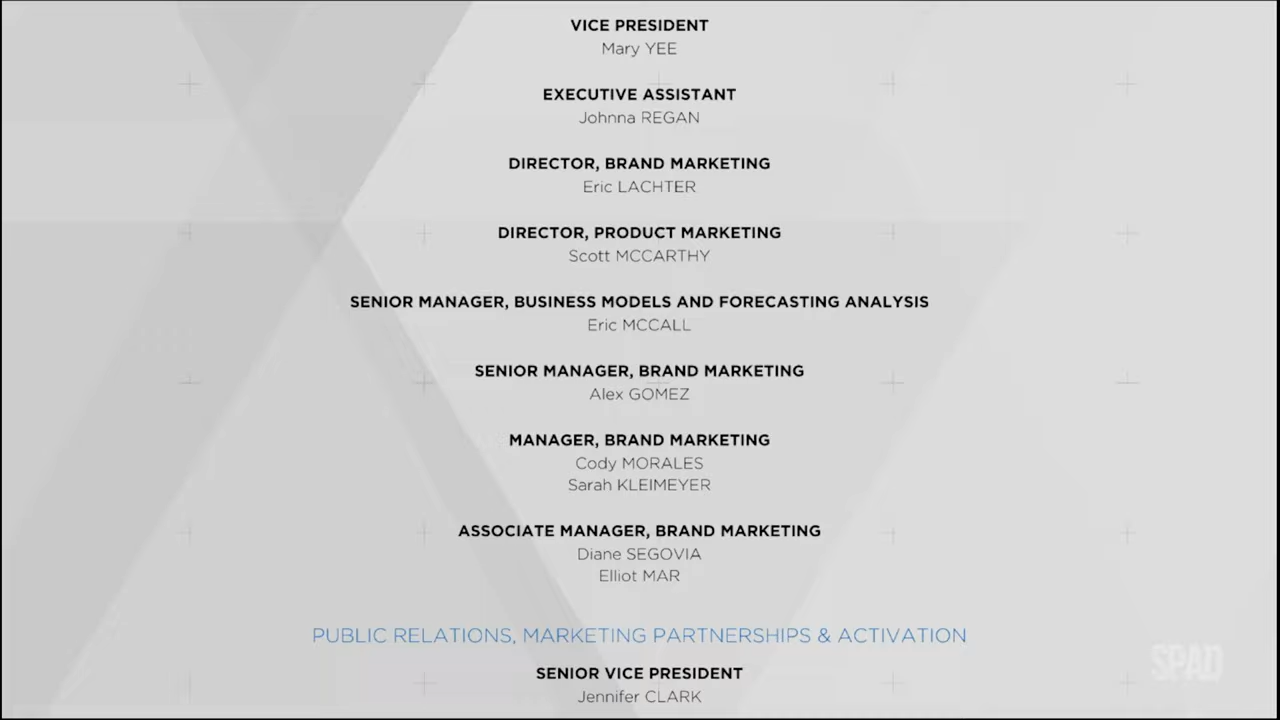 VICE PRESIDENT
Mary YEE
EXECUTIVE ASSISTANT
Johnna REGAN
DIRECTOR, BRAND MARKETING
Eric LACHTER
DIRECTOR, PRODUCT MARKETING
Scott MCCARTHY
SENIOR MANAGER, BUSINESS MODELS AND FORECASTING ANALYSIS
Eric MCCALL
SENIOR MANAGER, BRAND MARKETING
Alex GOMEZ
MANAGER, BRAND MARKETING
Cody MORALES
Sarah KLEIMEYER
ASSOCIATE MANAGER, BRAND MARKETING
Diane SEGOVIA
Elliot MAR
PUBLIC RELATIONS, MARKETING PARTNERSHIPS & ACTIVATION
SENIOR VICE PRESIDENT
Jennifer CLARK
SPAD